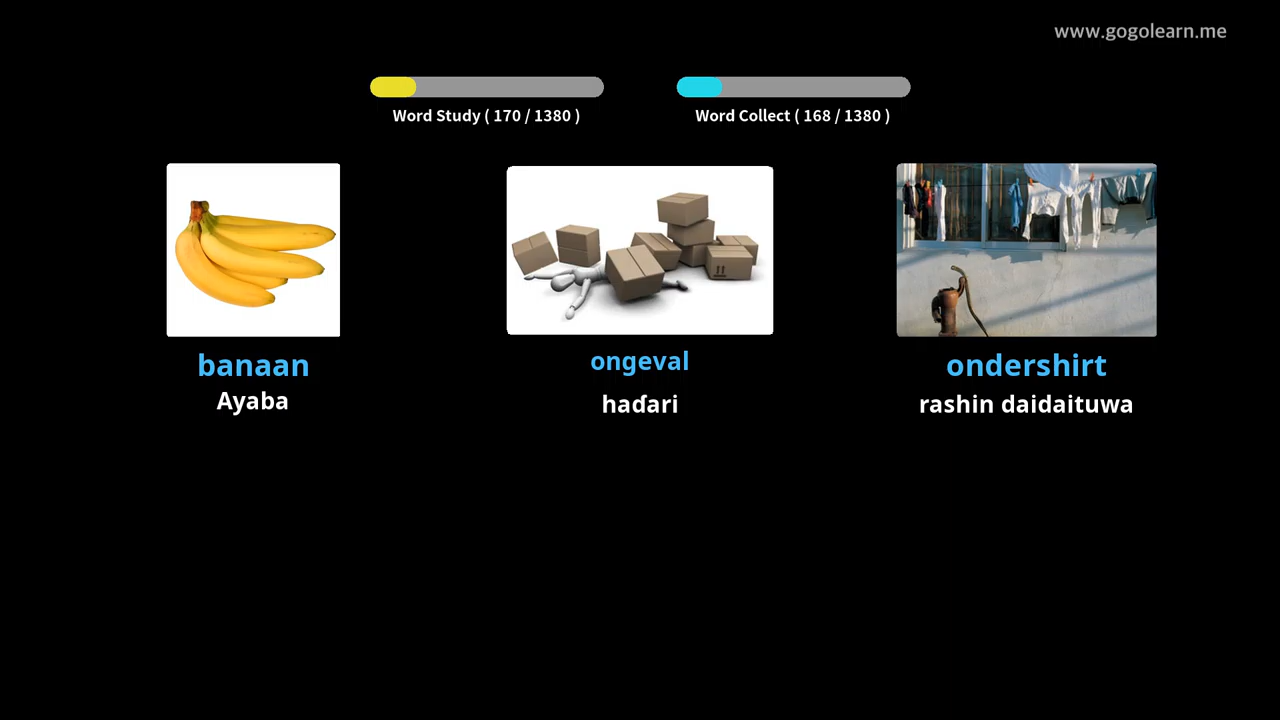 www.gogolearn.me
Word Study ( 170 / 1380 )
Word Collect ( 168 / 1380 )
banaan
ongeval
ondershirt
Ayaba
haɗari
rashin daidaituwa